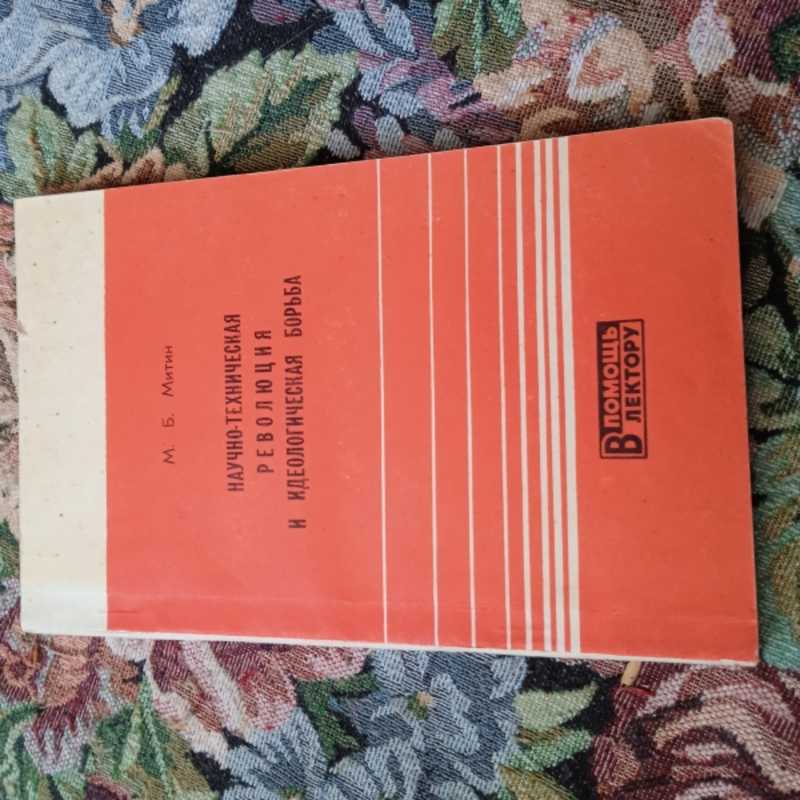 М. Б. Митин
НАУЧНО-ТЕХНИЧЕСКАЯ
РЕВОЛЮЦИЯ
И ИДЕОЛОГИЧЕСКАЯ БОРЬБА
В ПОМОЩЬ
ЛЕКТОРУ